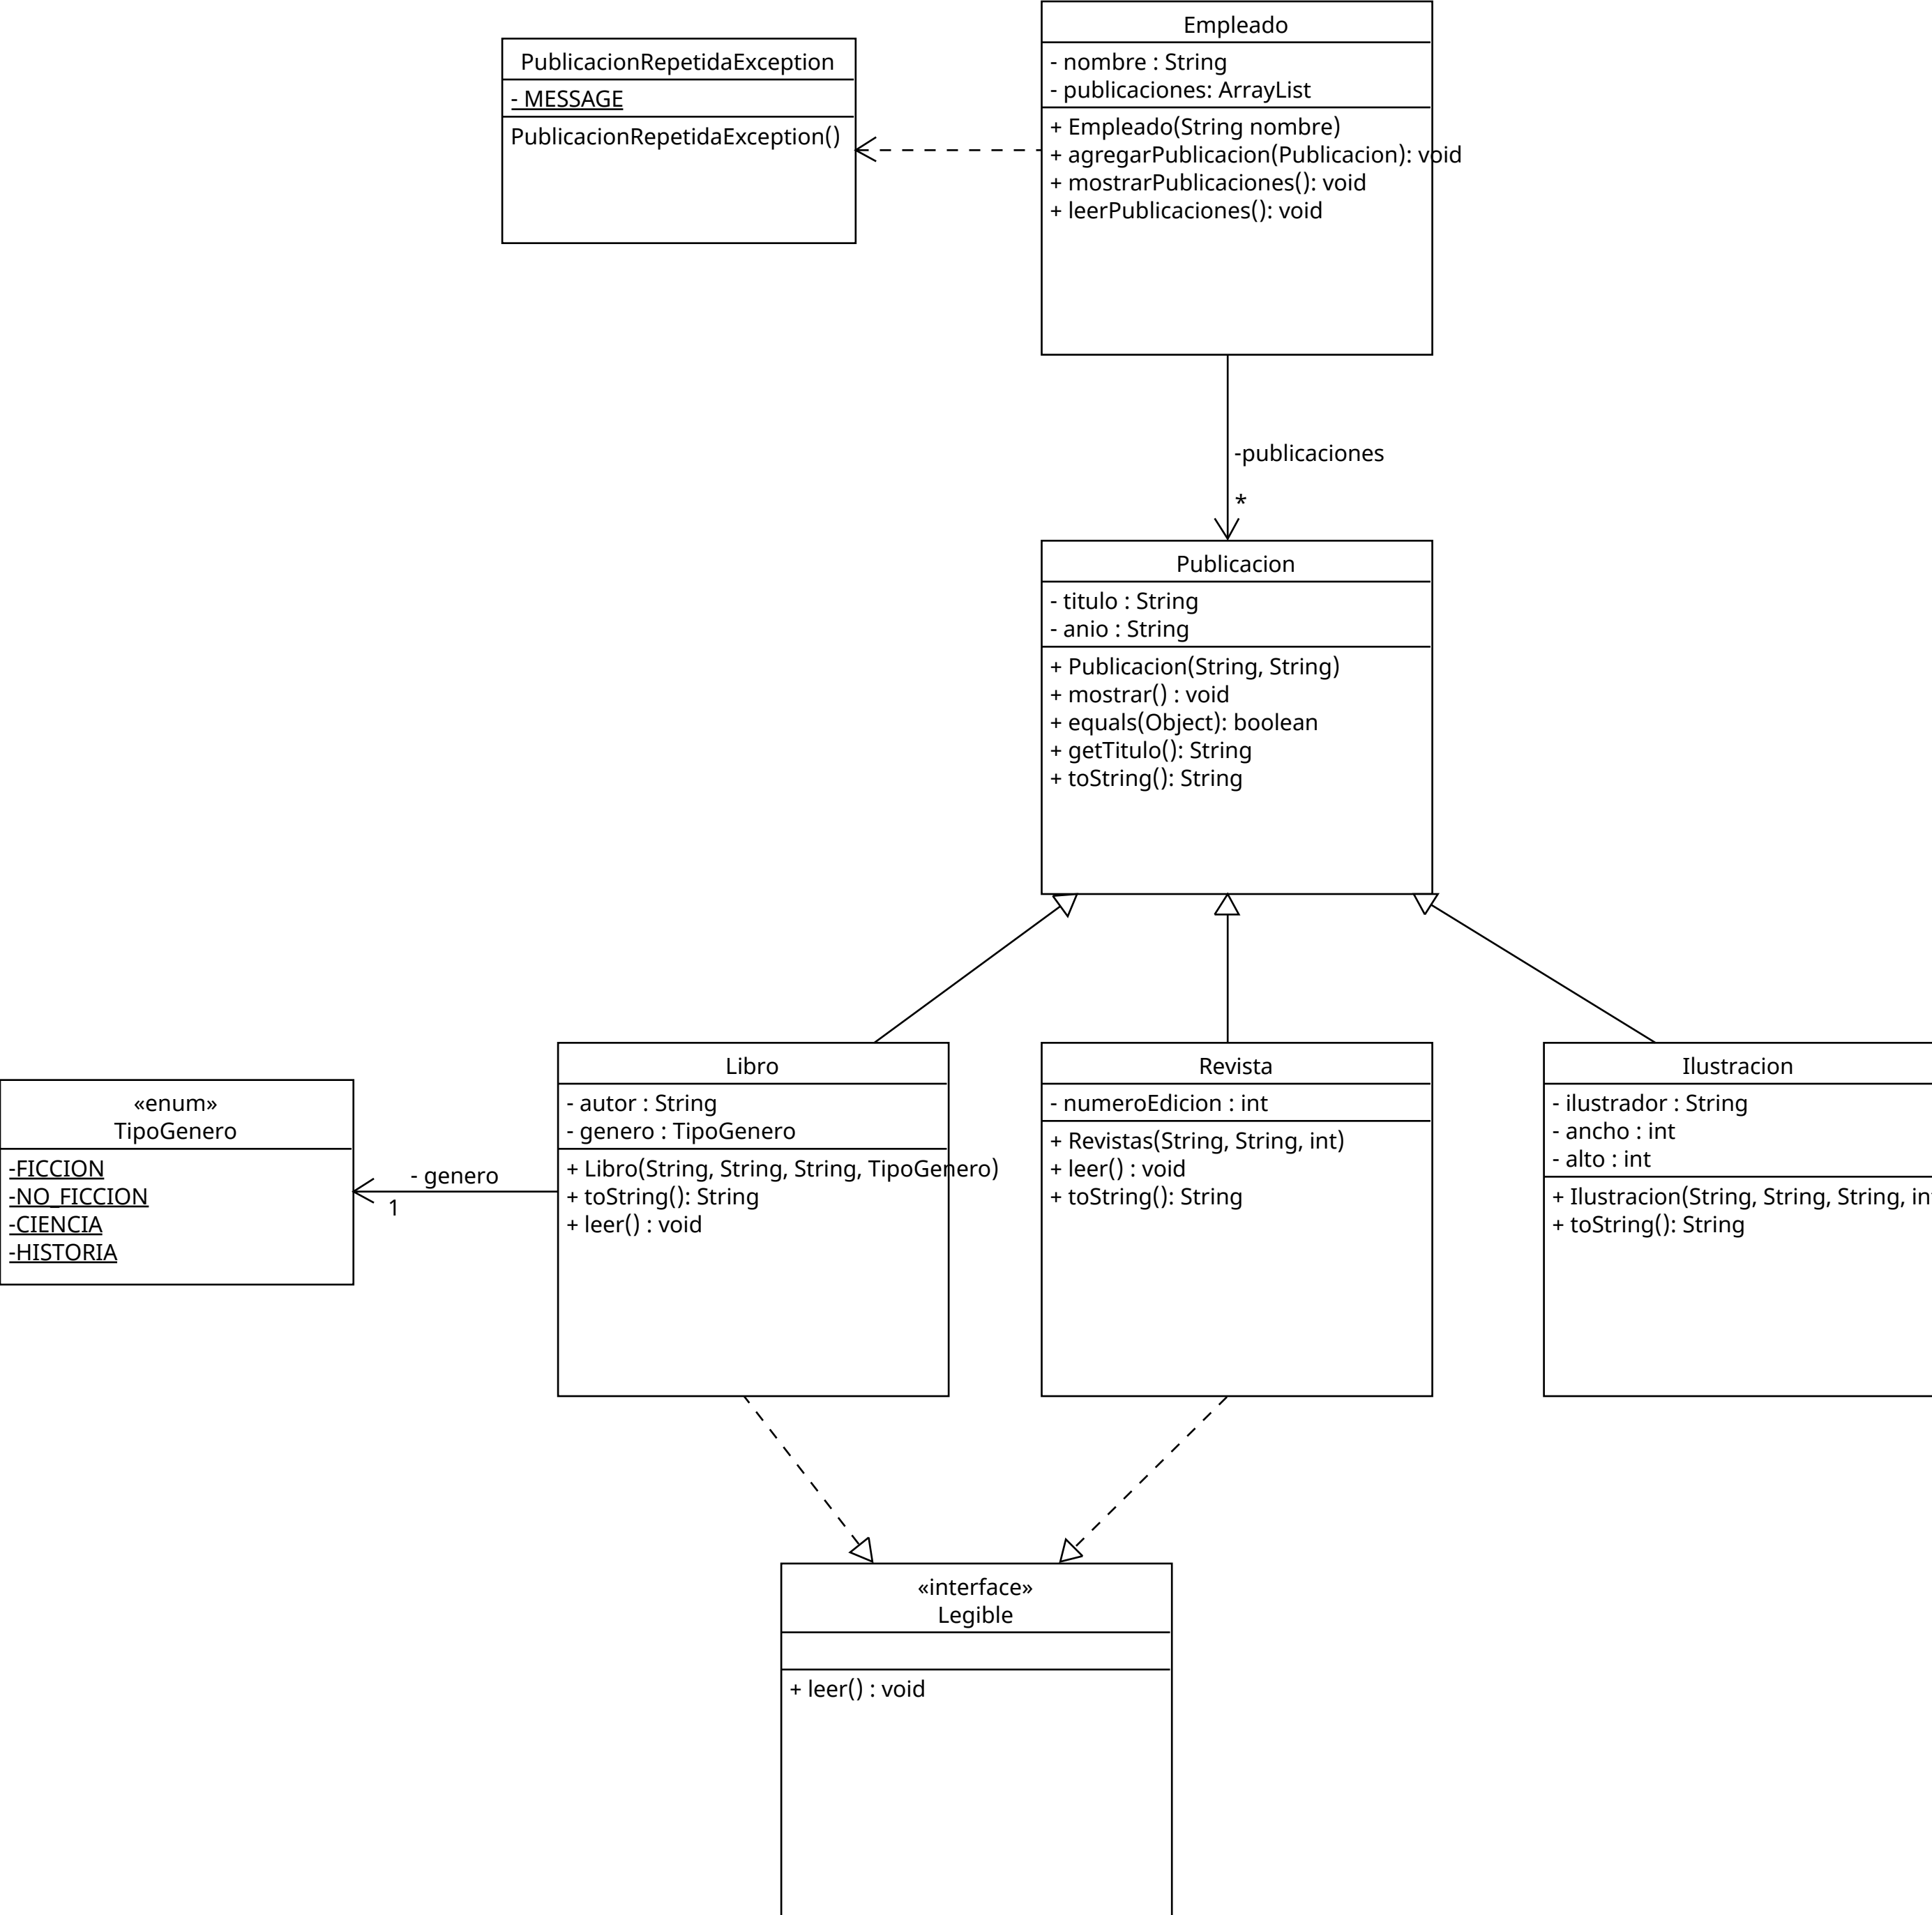 Empleado
- nombre : String
- publicaciones: ArrayList
+ Empleado(String nombre)
+ agregarPublicacion(Publicacion): void
+ mostrarPublicaciones(): void
+ leerPublicaciones(): void
PublicacionRepetidaException
- MESSAGE
PublicacionRepetidaException()
-publicaciones
*
Publicacion
- titulo : String
- anio : String
+ Publicacion(String, String)
+ mostrar() : void
+ equals(Object): boolean
+ getTitulo(): String
+ toString(): String
«enum»
TipoGenero
-FICCION
-NO_FICCION
-CIENCIA
-HISTORIA
- genero
1
Libro
- autor : String
- genero : TipoGenero
+ Libro(String, String, String, TipoGenero)
+ toString(): String
+ leer() : void
Revista
- numeroEdicion : int
+ Revistas(String, String, int)
+ leer() : void
+ toString(): String
Ilustracion
- ilustrador : String
- ancho : int
- alto : int
+ Ilustracion(String, String, String,
+ toString(): String
«interface»
Legible
+ leer() : void